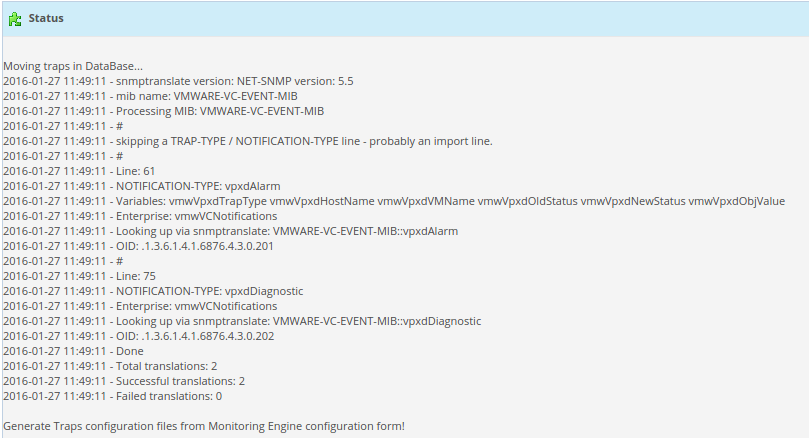 Status
Moving traps in DataBase...
2016-01-27 11:49:11 - snmptranslate version: NET-SNMP version: 5.5
2016-01-27 11:49:11 - mib name: VMWARE-VC-EVENT-MIB
2016-01-27 11:49:11 - Processing MIB: VMWARE-VC-EVENT-MIB
2016-01-27 11:49:11 - #
2016-01-27 11:49:11 - skipping a TRAP-TYPE / NOTIFICATION-TYPE line - probably an import line.
2016-01-27 11:49:11 - #
2016-01-27 11:49:11 - Line: 61
2016-01-27 11:49:11 - NOTIFICATION-TYPE: vpxdAlarm
2016-01-27 11:49:11 - Variables: vmwVpxdTrapType vmwVpxdHostName vmwVpxdVMName vmwVpxdOldStatus vmwVpxdNewStatus vmwVpxdObjValue
2016-01-27 11:49:11 - Enterprise: vmwVCNotifications
2016-01-27 11:49:11 - Looking up via snmptranslate: VMWARE-VC-EVENT-MIB::vpxdAlarm
2016-01-27 11:49:11 - OID: .1.3.6.1.4.1.6876.4.3.0.201
2016-01-27 11:49:11 - #
2016-01-27 11:49:11 - Line: 75
2016-01-27 11:49:11 - NOTIFICATION-TYPE: vpxdDiagnostic
2016-01-27 11:49:11 - Enterprise: vmwVCNotifications
2016-01-27 11:49:11 - Looking up via snmptranslate: VMWARE-VC-EVENT-MIB::vpxdDiagnostic
2016-01-27 11:49:11 - OID: .1.3.6.1.4.1.6876.4.3.0.202
2016-01-27 11:49:11 - Done
2016-01-27 11:49:11 - Total translations: 2
2016-01-27 11:49:11 - Successful translations: 2
2016-01-27 11:49:11 - Failed translations: 0
Generate Traps configuration files from Monitoring Engine configuration form!